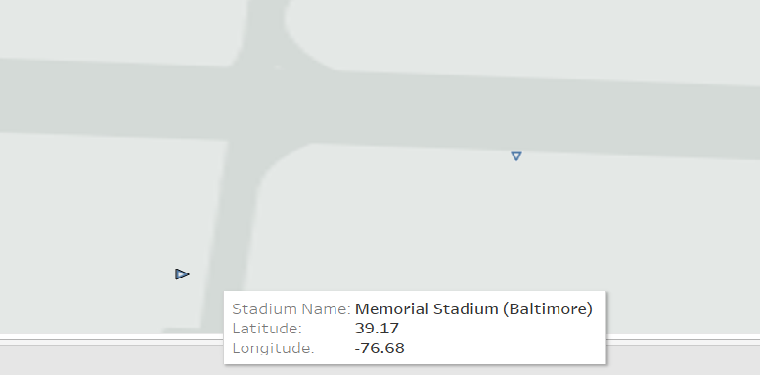 Stadium Name: Memorial Stadium (Baltimore)
Latitude: 39.17
Longitude: -76.68